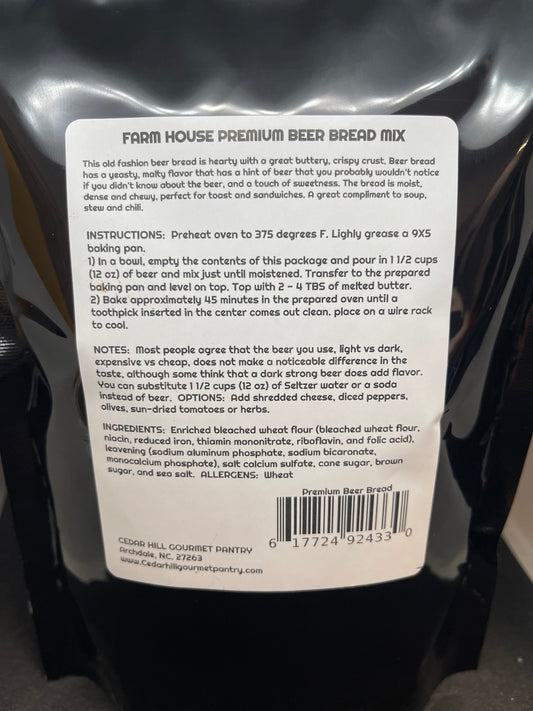 FARM HOUSE PREMIUM BEER BREAD MIX
This old fashion beer bread is hearty with a great buttery, crispy crust. Beer bread
has a yeasty, malty flavor that has a hint of beer that you probably wouldn't notice
if you didn't know about the beer, and a touch of sweetness. The bread is moist,
dense and chewy, perfect for toast and sandwiches. A great compliment to soup,
stew and chili.
INSTRUCTIONS: Preheat oven to 375 degrees F. Lighly grease a 9X5
baking pan.
1) In a bowl, empty the contents of this package and pour in 1 1/2 cups
(12 oz) of beer and mix just until moistened. Transfer to the prepared
baking pan and level on top. Top with 2 - 4 TBS of melted butter.
2) Bake approximately 45 minutes in the prepared oven until a
toothpick inserted in the center comes out clean. place on a wire rack
to cool.
NOTES: Most people agree that the beer you use, light vs dark,
expensive vs cheap, does not make a noticeable difference in the
taste, although some think that a dark strong beer does add flavor.
You can substitute 1 1/2 cups (12 oz) of Seltzer water or a soda
instead of beer. OPTIONS: Add shredded cheese, diced peppers,
olives, sun-dried tomatoes or herbs.
INGREDIENTS: Enriched bleached wheat flour (bleached wheat flour,
niacin, reduced iron, thiamin mononitrate, riboflavin, and folic acid),
leavening (sodium aluminum phosphate, sodium bicaronate,
monocalcium phosphate), salt calcium sulfate, cane sugar, brown
sugar, and sea salt. ALLERGENS: Wheat
Premium Beer Bread
6 17724 92433 0
CEDAR HILL GOURMET PANTRY
Archdale, NC. 27263
www.Cedarhillgourmetpantry.com